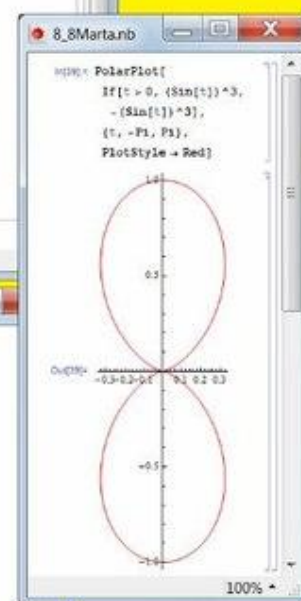 8_8Marta.nb
PolarPlot[
If[t > 0, (Sin[t])^3,
-(Sin[t])^3],
{t, -Pi, Pi},
PlotStyle → Red]
1.0
0.5
-0.3-0.2-0.1 0.1 0.2 0.3
-0.5
-1.0
100%